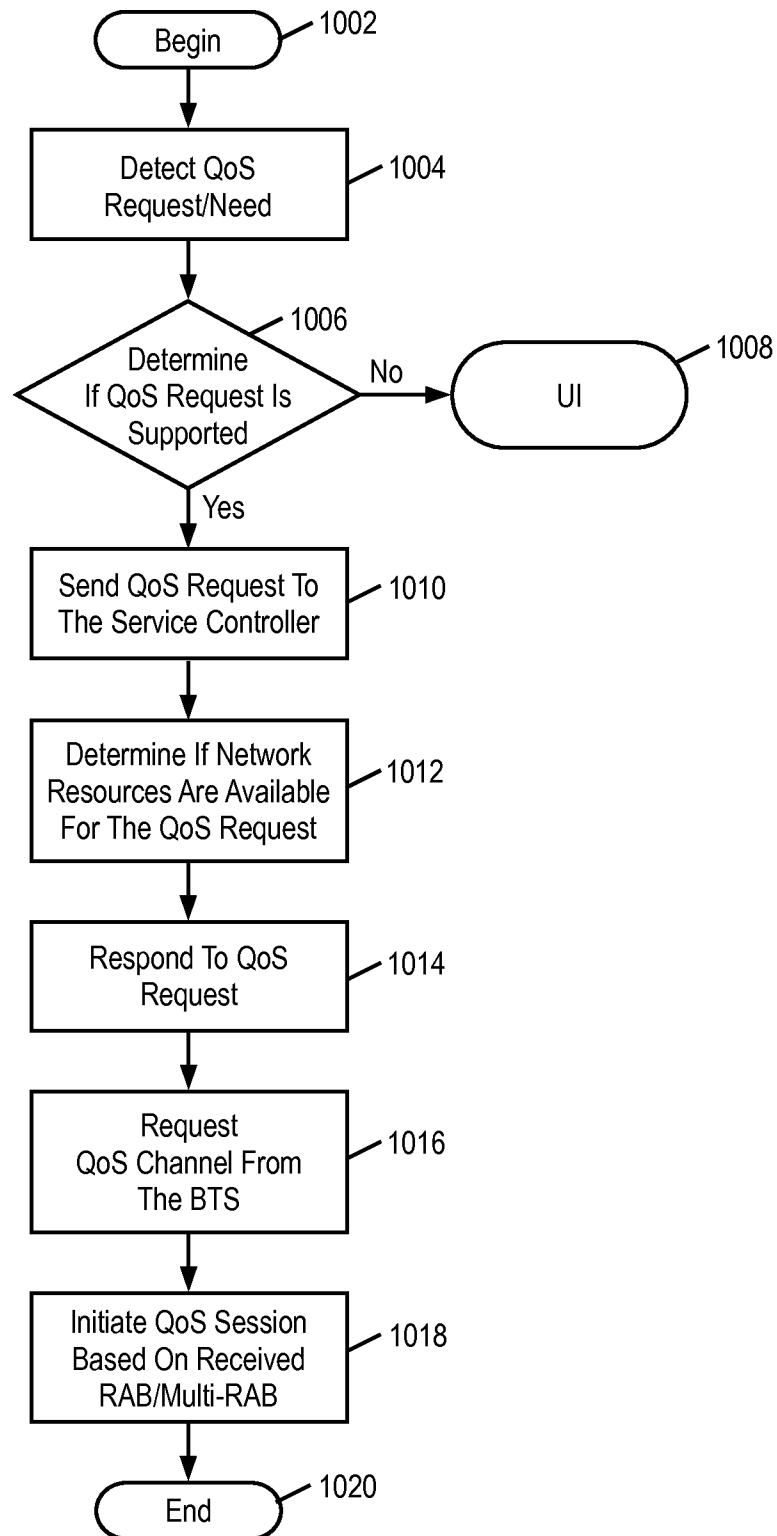 Begin
1002
Detect QoS
Request/Need
1004
1006
Determine
If QoS Request Is
Supported
No
UI
1008
Yes
Send QoS Request To
The Service Controller
1010
Determine If Network
Resources Are Available
For The QoS Request
1012
Respond To QoS
Request
1014
Request
QoS Channel From
The BTS
1016
Initiate QoS Session
Based On Received
RAB/Multi-RAB
1018
End
1020